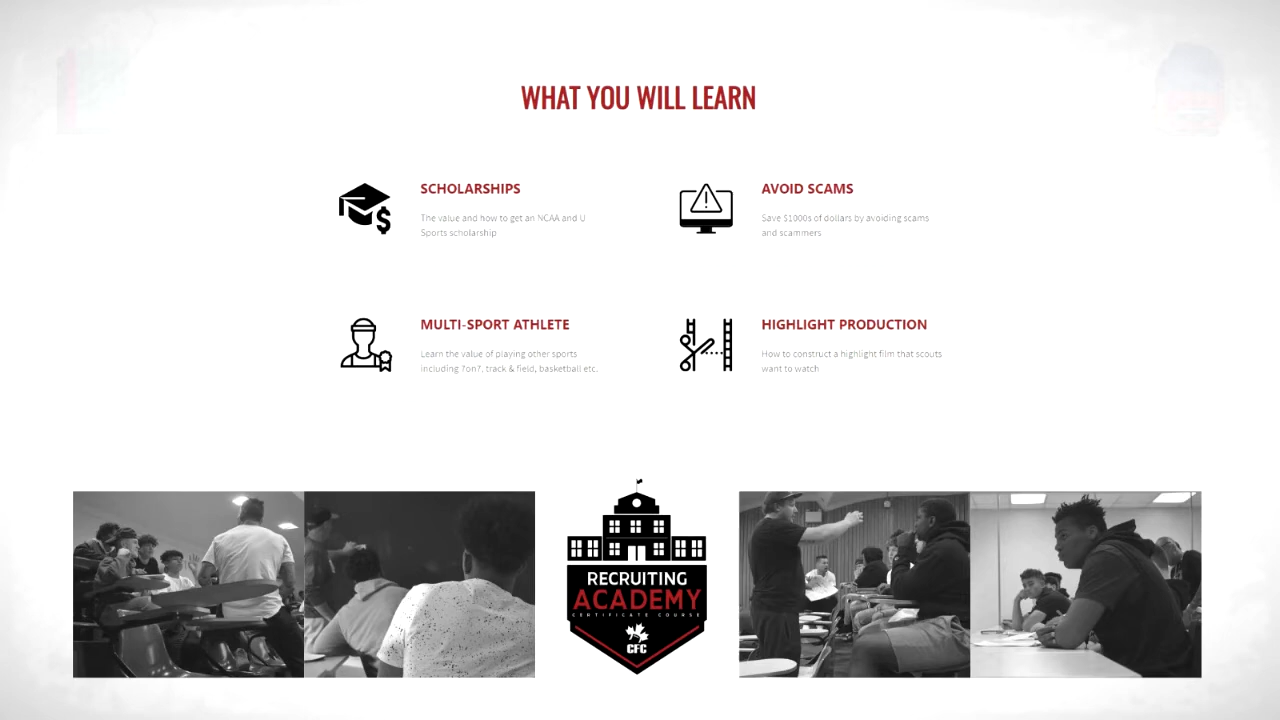 WHAT YOU WILL LEARN
SCHOLARSHIPS
The value and how to get an NCAA and U
Sports scholarship
AVOID SCAMS
Save $1000s of dollars by avoiding scams
and scammers
MULTI-SPORT ATHLETE
Learn the value of playing other sports
including 7on7, track & field, basketball etc.
HIGHLIGHT PRODUCTION
How to construct a highlight film that scouts
want to watch
RECRUITING
ACADEMY
CERTIFICATE COURSE
CFC